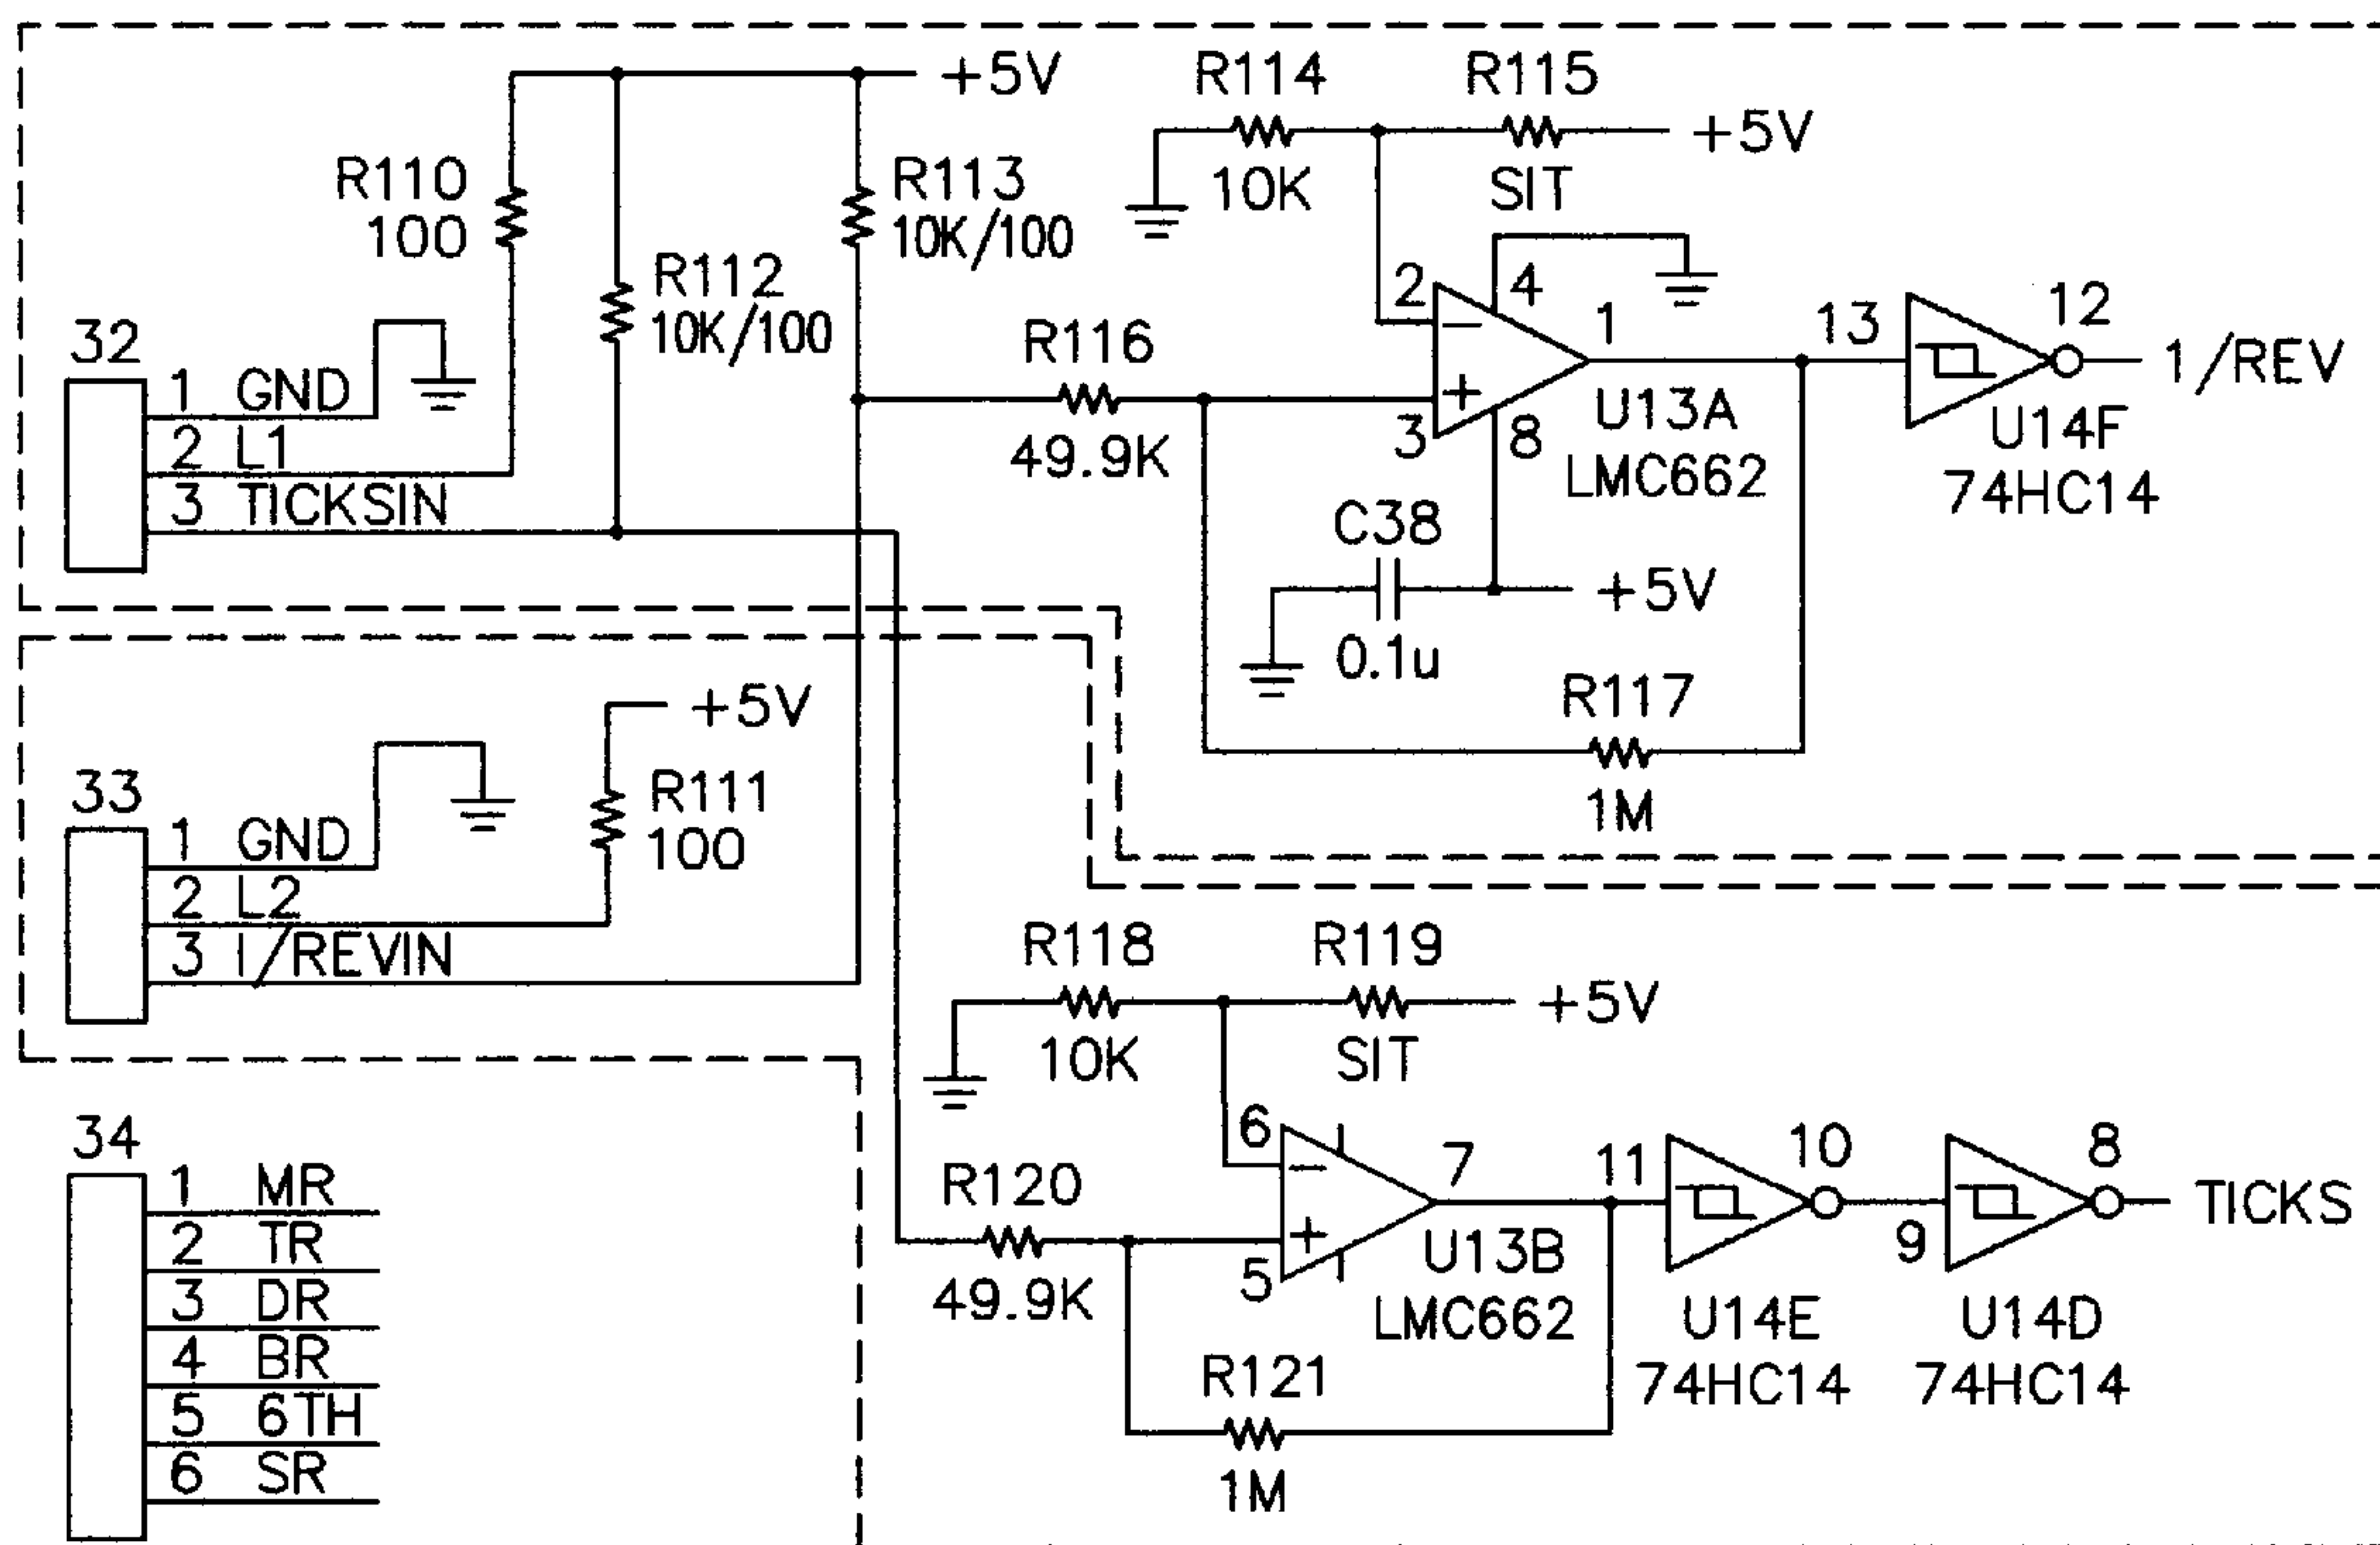 +5V
R110
100
R112
10K/100
R113
10K/100
32
1 GND
2 L1
3 TICKSIN
R114
10K
R115
SIT
+5V
R116
49.9K
2
3
4
8
1
U13A
LMC662
13
12
U14F
74HC14
1/REV
C38
0.1u
+5V
R117
1M
+5V
R111
100
33
1 GND
2 L2
3 1/REVIN
R118
10K
R119
SIT
+5V
R120
49.9K
6
5
7
U13B
LMC662
R121
1M
11
10
U14E
74HC14
9
8
U14D
74HC14
TICKS
34
1 MR
2 TR
3 DR
4 BR
5 6TH
6 SR